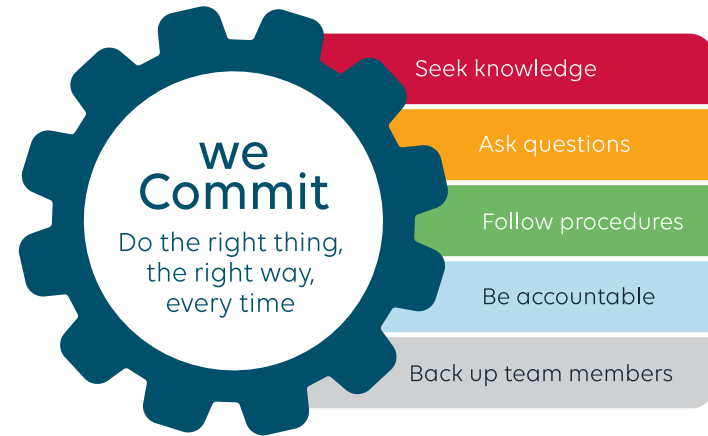 we
Commit
Do the right thing,
the right way,
every time
Seek knowledge
Ask questions
Follow procedures
Be accountable
Back up team members